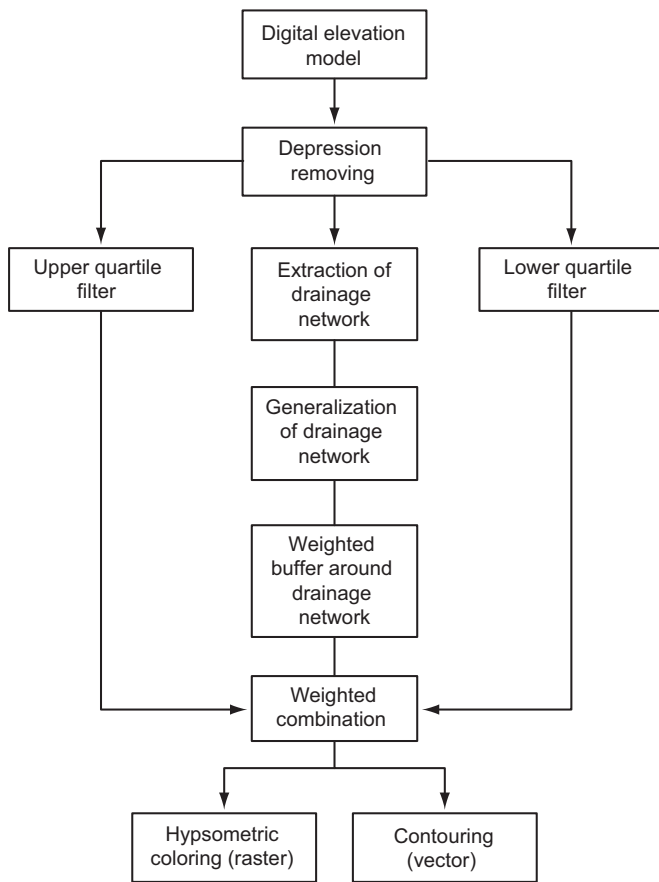 Digital elevation
model
Depression
removing
Upper quartile
filter
Extraction of
drainage
network
Lower quartile
filter
Generalization
of drainage
network
Weighted
buffer around
drainage
network
Weighted
combination
Hypsometric
coloring (raster)
Contouring
(vector)